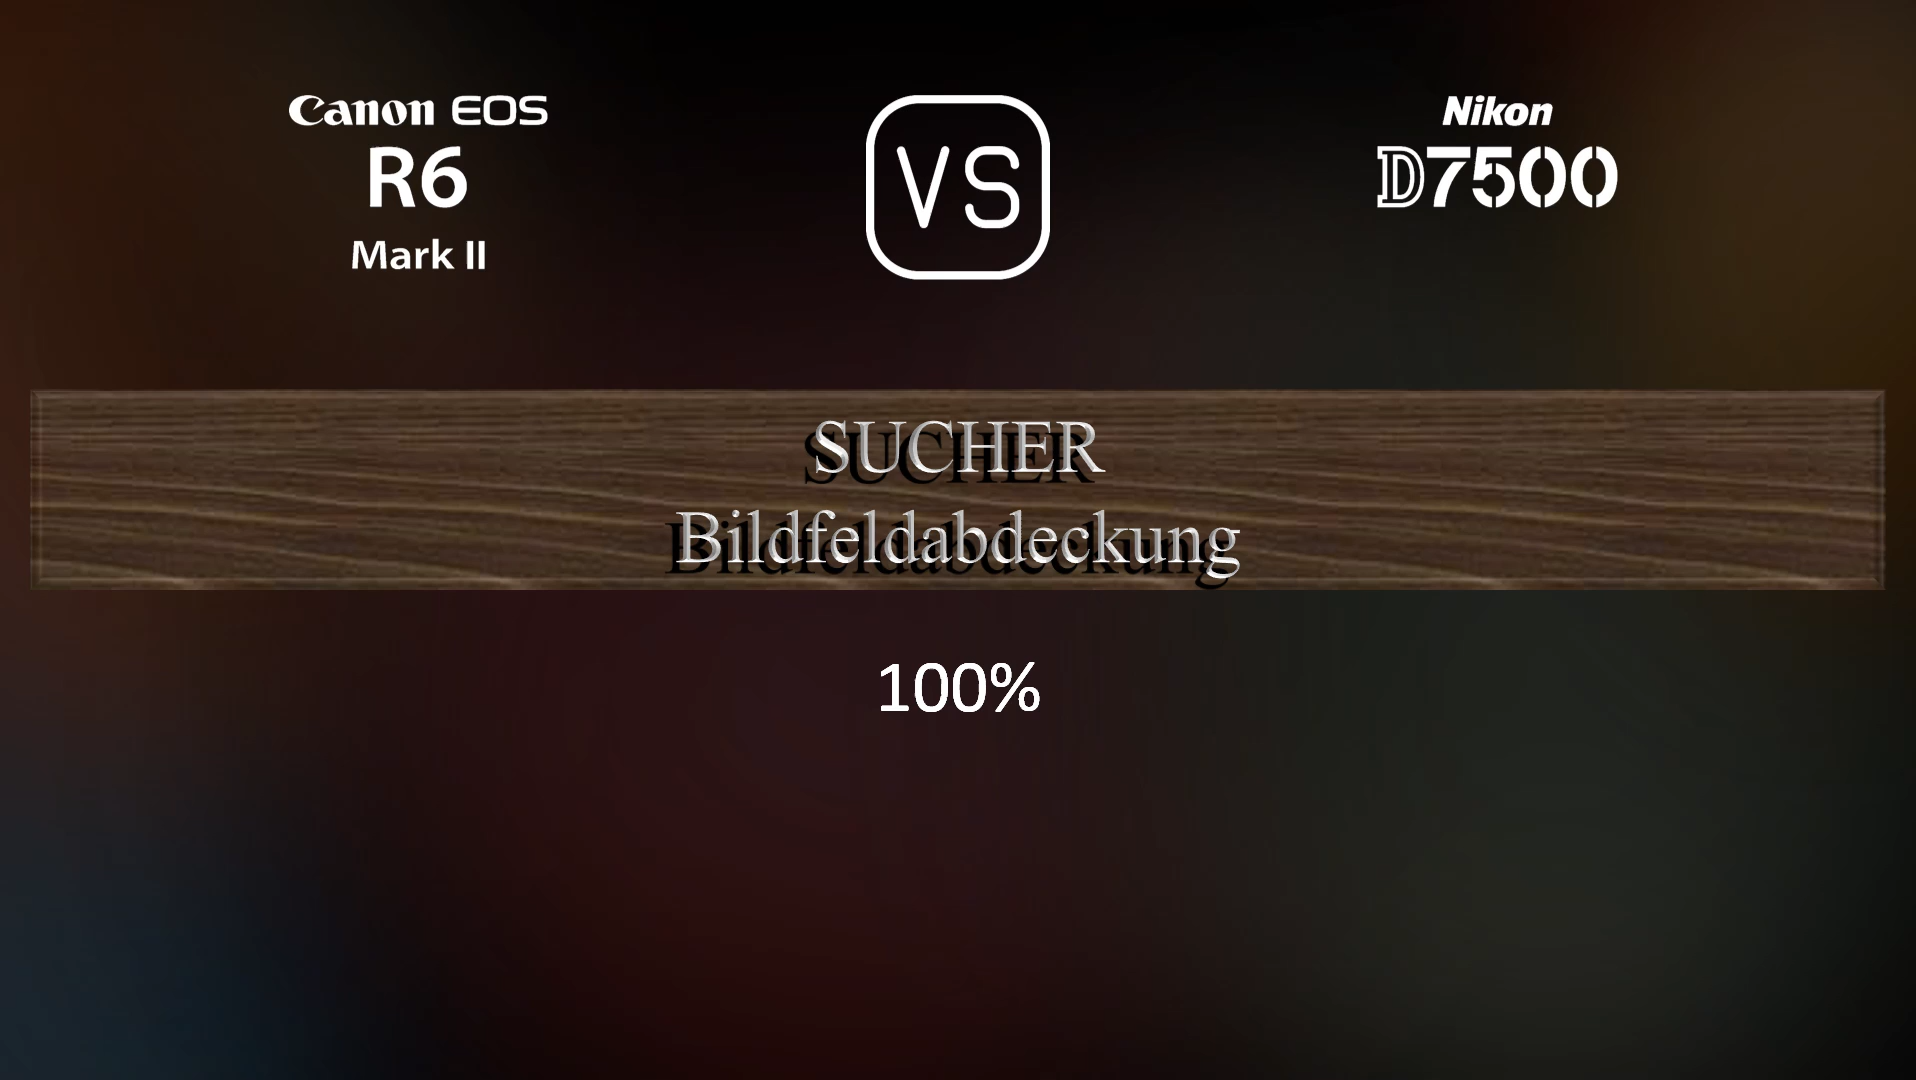 Canon EOS
R6
Mark II
VS
Nikon
D7500
SUCHER
Bildfeldabdeckung
100%